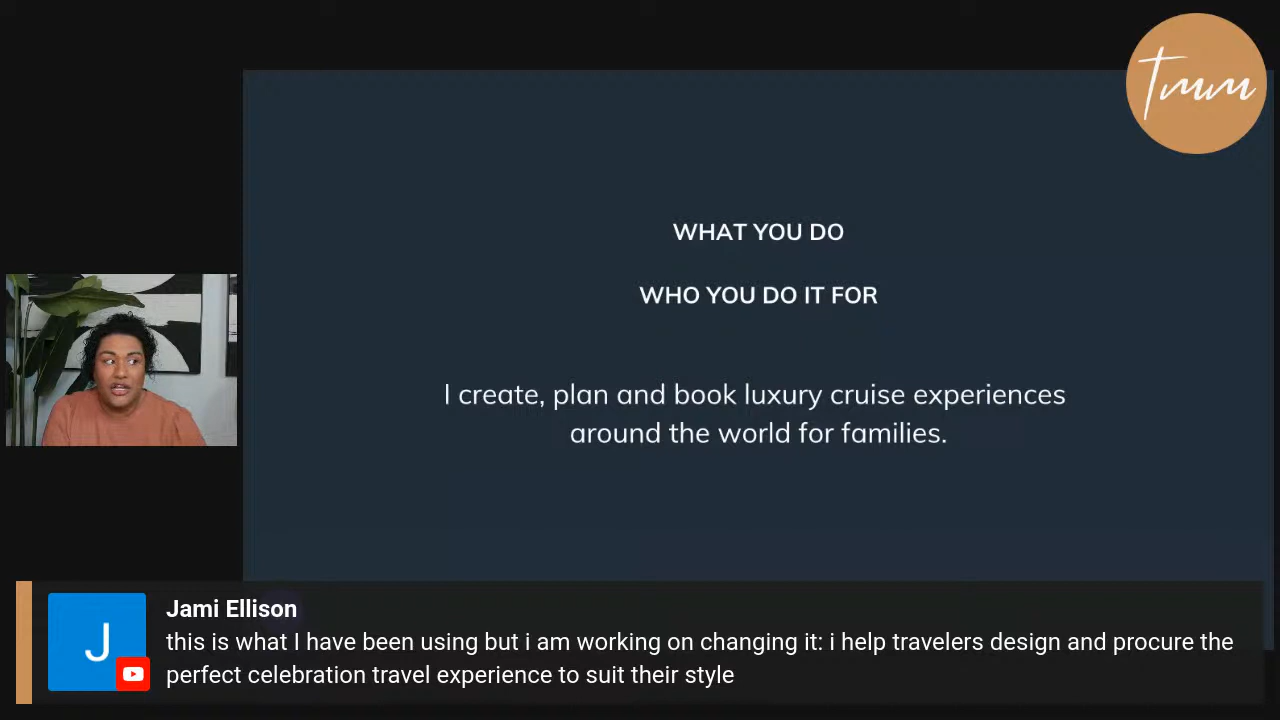 Tmm
WHAT YOU DO
WHO YOU DO IT FOR
I create, plan and book luxury cruise experiences
around the world for families.
J
Jami Ellison
this is what I have been using but i am working on changing it: i help travelers design and procure the
perfect celebration travel experience to suit their style